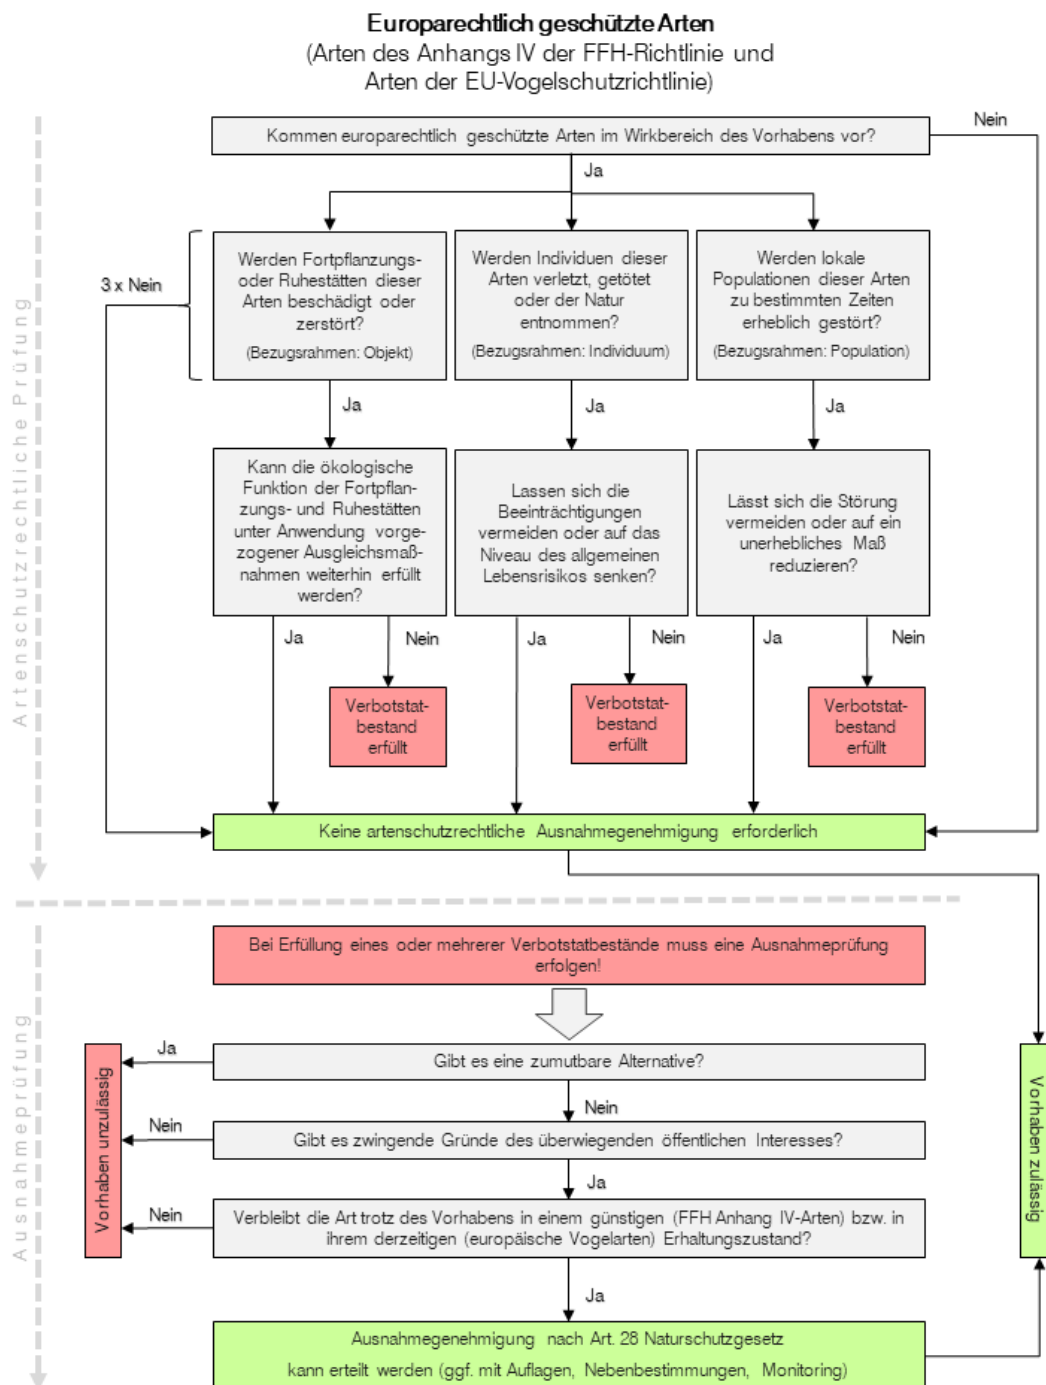 Europarechtlich geschützte Arten
(Arten des Anhangs IV der FFH-Richtlinie und
Arten der EU-Vogelschutzrichtlinie)
Kommen europarechtlich geschützte Arten im Wirkbereich des Vorhabens vor?
Nein
Ja
3 x Nein
Werden Fortpflanzungs-
oder Ruhestätten dieser
Arten beschädigt oder
zerstört?
(Bezugsrahmen: Objekt)
Werden Individuen dieser
Arten verletzt, getötet
oder der Natur
entnommen?
(Bezugsrahmen: Individuum)
Werden lokale
Populationen dieser Arten
zu bestimmten Zeiten
erheblich gestört?
(Bezugsrahmen: Population)
Ja
Ja
Ja
Kann die ökologische
Funktion der Fortpflan-
zungs- und Ruhestätten
unter Anwendung vorge-
zogener Ausgleichsmaß-
nahmen weiterhin erfüllt
werden?
Lassen sich die
Beeinträchtigungen
vermeiden oder auf das
Niveau des allgemeinen
Lebensrisikos senken?
Lässt sich die Störung
vermeiden oder auf ein
unerhebliches Maß
reduzieren?
Ja
Nein
Ja
Nein
Ja
Nein
Verbotstat-
bestand
erfüllt
Verbotstat-
bestand
erfüllt
Verbotstat-
bestand
erfüllt
Keine artenschutzrechtliche Ausnahmegenehmigung erforderlich
Artenschutzrechtliche Prüfung
Bei Erfüllung eines oder mehrerer Verbotstatbestände muss eine Ausnahmeprüfung
erfolgen!
Ja
Gibt es eine zumutbare Alternative?
Nein
Nein
Gibt es zwingende Gründe des überwiegenden öffentlichen Interesses?
Ja
Nein
Verbleibt die Art trotz des Vorhabens in einem günstigen (FFH Anhang IV-Arten) bzw. in
ihrem derzeitigen (europäische Vogelarten) Erhaltungszustand?
Ja
Ausnahmegenehmigung nach Art. 28 Naturschutzgesetz
kann erteilt werden (ggf. mit Auflagen, Nebenbestimmungen, Monitoring)
Vorhaben unzulässig
Vorhaben zulässig
Ausnahmeprüfung